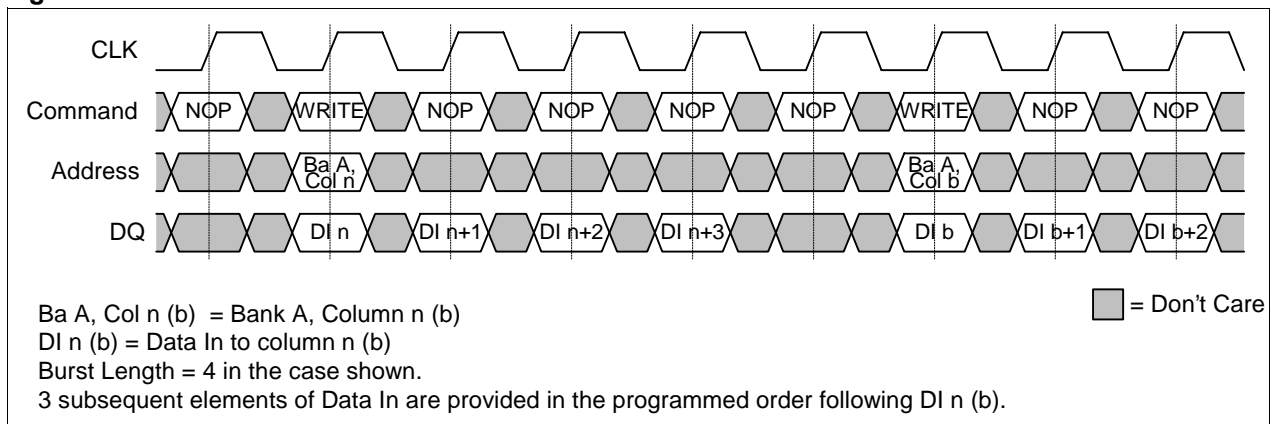 CLK
Command NOP WRITE NOP NOP NOP NOP WRITE NOP NOP
Address Ba A, Col n Ba A, Col b
DQ DI n DI n+1 DI n+2 DI n+3 DI b DI b+1 DI b+2
Ba A, Col n (b) = Bank A, Column n (b)
= Don't Care
DI n (b) = Data In to column n (b)
Burst Length = 4 in the case shown.
3 subsequent elements of Data In are provided in the programmed order following DI n (b).